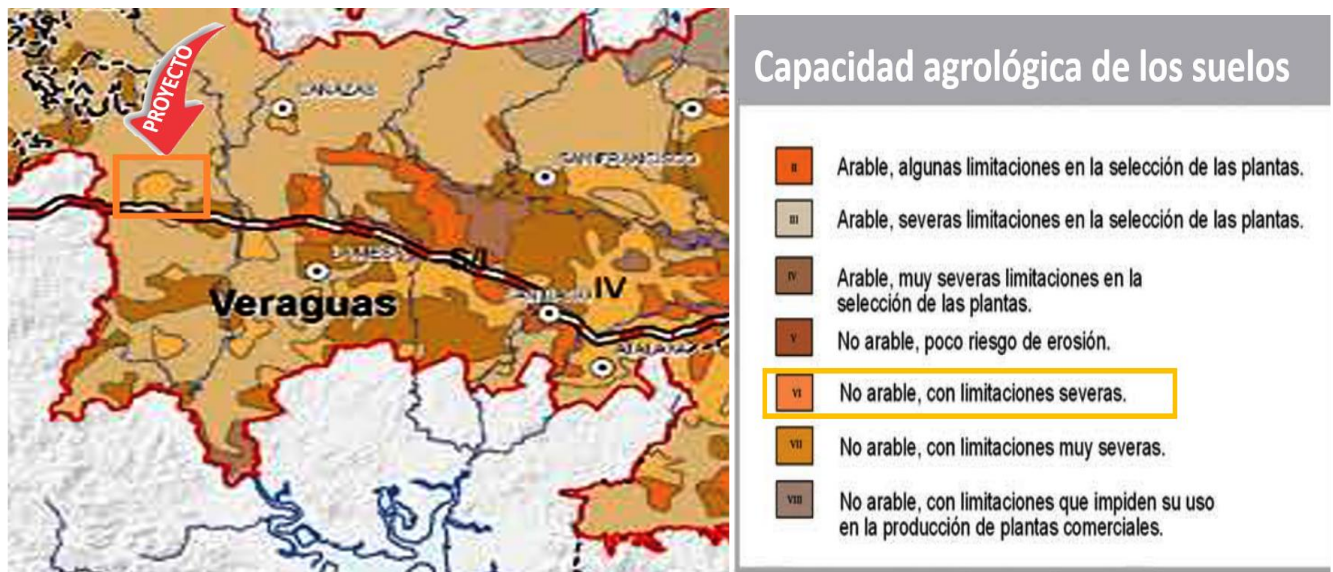 PROYECTO
CAÑAZAS
SAN FRANCISCO
Veraguas
IV
ATALAYA
Capacidad agrológica de los suelos
II Arable, algunas limitaciones en la selección de las plantas.
III Arable, severas limitaciones en la selección de las plantas.
IV Arable, muy severas limitaciones en la
selección de las plantas.
V No arable, poco riesgo de erosión.
VI No arable, con limitaciones severas.
VII No arable, con limitaciones muy severas.
VIII No arable, con limitaciones que impiden su uso
en la producción de plantas comerciales.